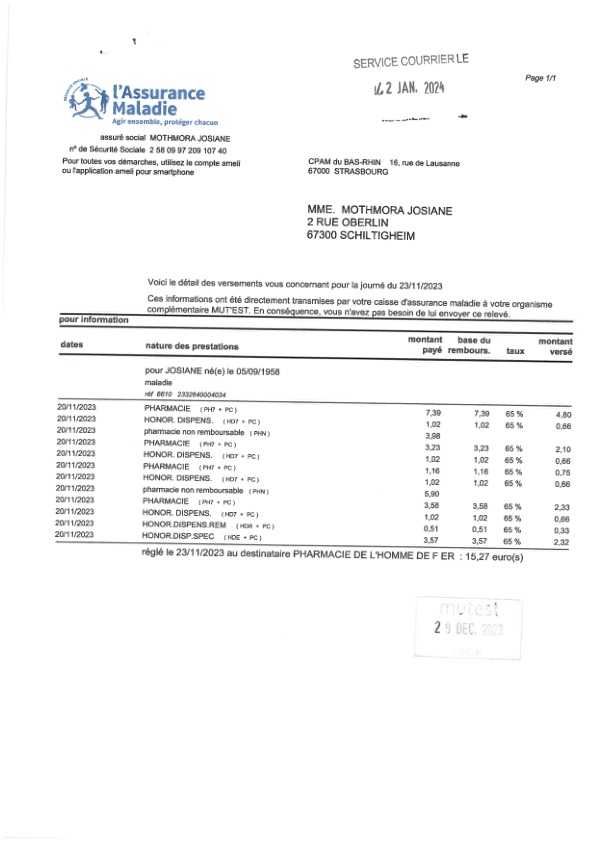 SERVICE COURRIER LE
2 JAN. 2024
Page 1/1
SÉCURITÉ SOCIALE
l'Assurance
Maladie
Agir ensemble, protéger chacun
assuré social MOTHMORA JOSIANE
n° de Sécurité Sociale 2 58 09 97 209 107 40
Pour toutes vos démarches, utilisez le compte ameli
ou l'application ameli pour smartphone
CPAM du BAS-RHIN 16, rue de Lausanne
67000 STRASBOURG
MME. MOTHMORA JOSIANE
2 RUE OBERLIN
67300 SCHILTIGHEIM
Voici le détail des versements vous concernant pour la journé du 23/11/2023
Ces informations ont été directement transmises par votre caisse d'assurance maladie à votre organisme
complémentaire MUT'EST. En conséquence, vous n'avez pas besoin de lui envoyer ce relevé.
pour information
dates nature des prestations montant payé base du rembours. taux montant versé
pour JOSIANE né(e) le 05/09/1958
maladie
réf 6610 2332640004034
20/11/2023 PHARMACIE (PH7 + PC) 7,39 7,39 65 % 4,80
20/11/2023 HONOR. DISPENS. (HD7 + PC) 1,02 1,02 65 % 0,66
20/11/2023 pharmacie non remboursable (PHN) 3,98
20/11/2023 PHARMACIE (PH7 + PC) 3,23 3,23 65 % 2,10
20/11/2023 HONOR. DISPENS. (HD7 + PC) 1,02 1,02 65 % 0,66
20/11/2023 PHARMACIE (PH7 + PC) 1,16 1,16 65 % 0,75
20/11/2023 HONOR. DISPENS. (HD7 + PC) 1,02 1,02 65 % 0,66
20/11/2023 pharmacie non remboursable (PHN) 5,90
20/11/2023 PHARMACIE (PH7 + PC) 3,58 3,58 65 % 2,33
20/11/2023 HONOR. DISPENS. (HD7 + PC) 1,02 1,02 65 % 0,66
20/11/2023 HONOR.DISPENS.REM (HDR + PC) 0,51 0,51 65 % 0,33
20/11/2023 HONOR.DISP.SPEC (HDE + PC) 3,57 3,57 65 % 2,32
réglé le 23/11/2023 au destinataire PHARMACIE DE L'HOMME DE F ER : 15,27 euro(s)
mutest
29 DEC. 2023